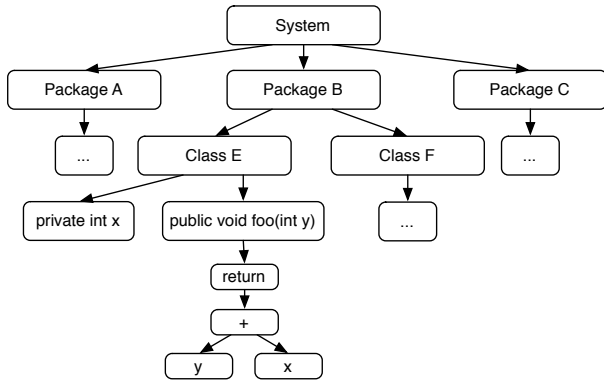 System
Package A
Package B
Package C
...
Class E
Class F
...
private int x
public void foo(int y)
...
return
+
y
x